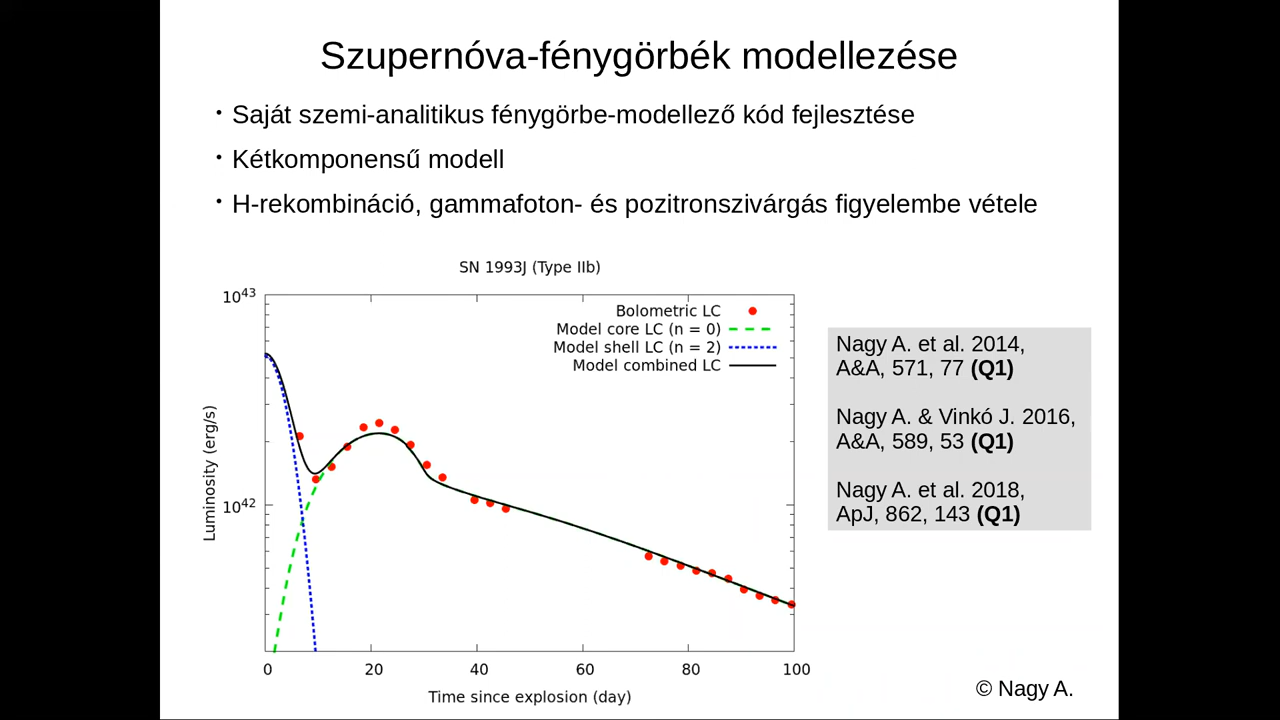 Szupernóva-fénygörbék modellezése
• Saját szemi-analitikus fénygörbe-modellező kód fejlesztése
• Kétkomponensű modell
• H-rekombináció, gammafoton- és pozitronszivárgás figyelembe vétele
SN 1993J (Type IIb)
10^43
10^42
Luminosity (erg/s)
Bolometric LC
Model core LC (n = 0)
Model shell LC (n = 2)
Model combined LC
0 20 40 60 80 100
Time since explosion (day)
Nagy A. et al. 2014,
A&A, 571, 77 (Q1)
Nagy A. & Vinkó J. 2016,
A&A, 589, 53 (Q1)
Nagy A. et al. 2018,
ApJ, 862, 143 (Q1)
© Nagy A.